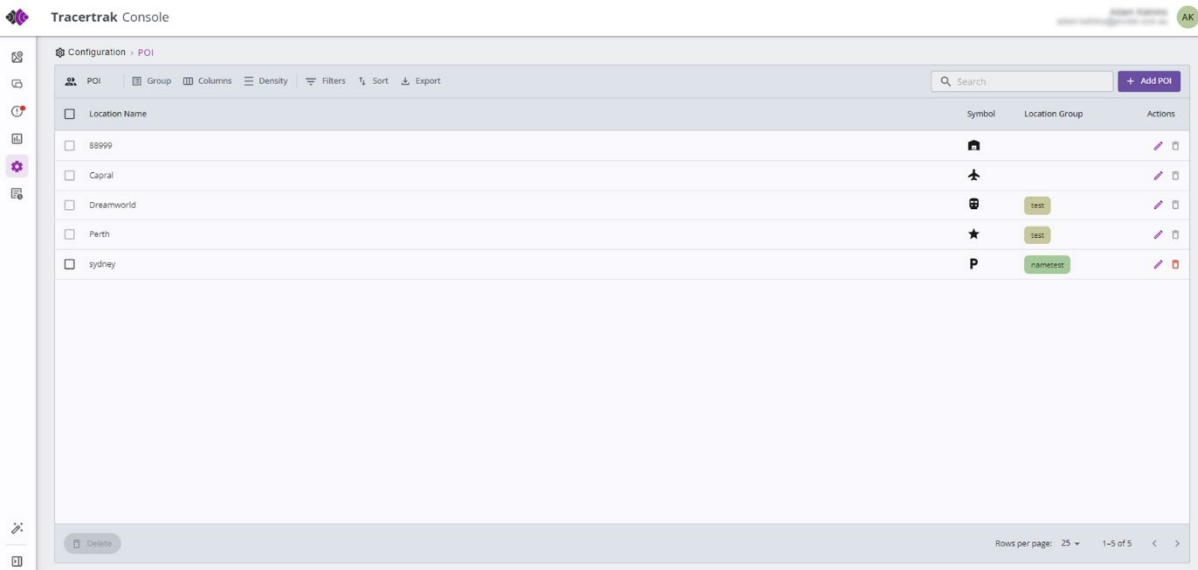 Tracertrak Console
AK
Configuration > POI
POI Group Columns Density Filters Sort Export Search + Add POI
Location Name Symbol Location Group Actions
88999
Capral
Dreamworld test
Perth test
sydney P nametest
Delete Rows per page: 25 1–5 of 5